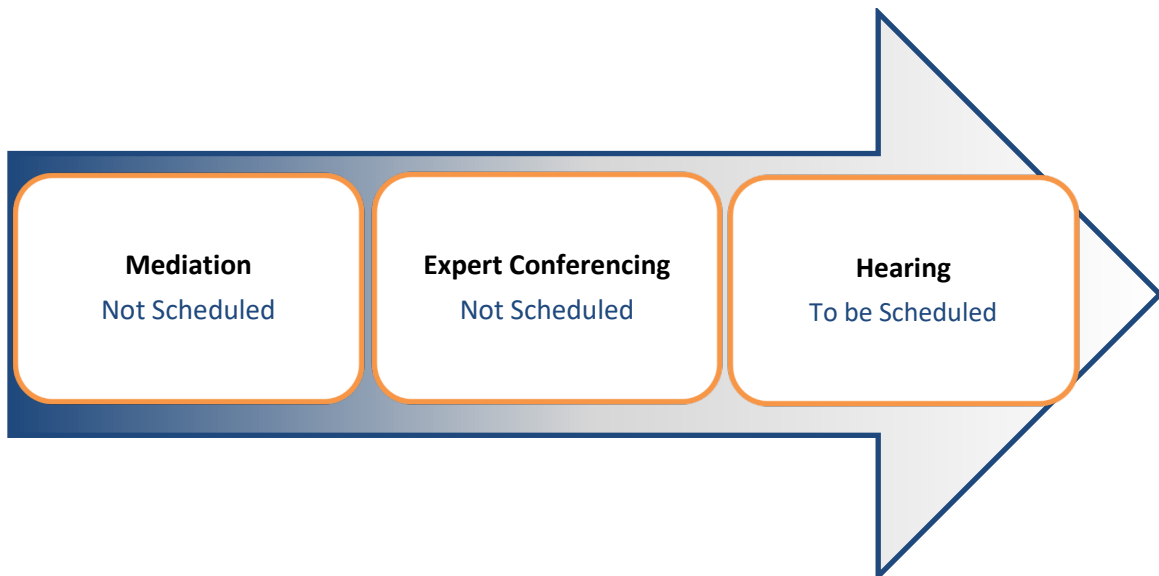 Mediation
Not Scheduled
Expert Conferencing
Not Scheduled
Hearing
To be Scheduled